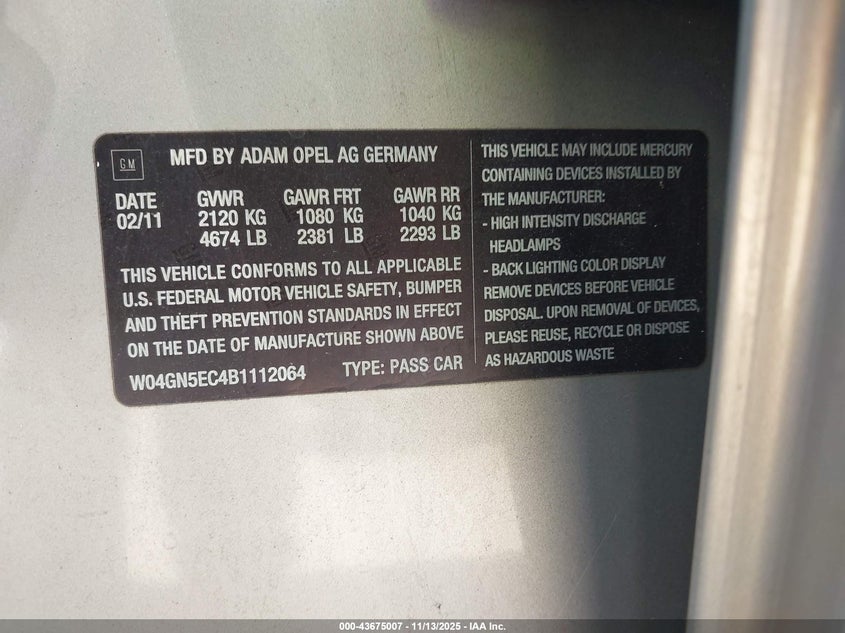 GM
MFD BY ADAM OPEL AG GERMANY
DATE GVWR GAWR FRT GAWR RR
02/11 2120 KG 1080 KG 1040 KG
4674 LB 2381 LB 2293 LB
THIS VEHICLE CONFORMS TO ALL APPLICABLE
U.S. FEDERAL MOTOR VEHICLE SAFETY, BUMPER
AND THEFT PREVENTION STANDARDS IN EFFECT
ON THE DATE OF MANUFACTURE SHOWN ABOVE
W04GN5EC4B1112064 TYPE: PASS CAR
THIS VEHICLE MAY INCLUDE MERCURY
CONTAINING DEVICES INSTALLED BY
THE MANUFACTURER:
- HIGH INTENSITY DISCHARGE
HEADLAMPS
- BACK LIGHTING COLOR DISPLAY
REMOVE DEVICES BEFORE VEHICLE
DISPOSAL. UPON REMOVAL OF DEVICES,
PLEASE REUSE, RECYCLE OR DISPOSE
AS HAZARDOUS WASTE
000-43675007 - 11/13/2025 - IAA Inc.